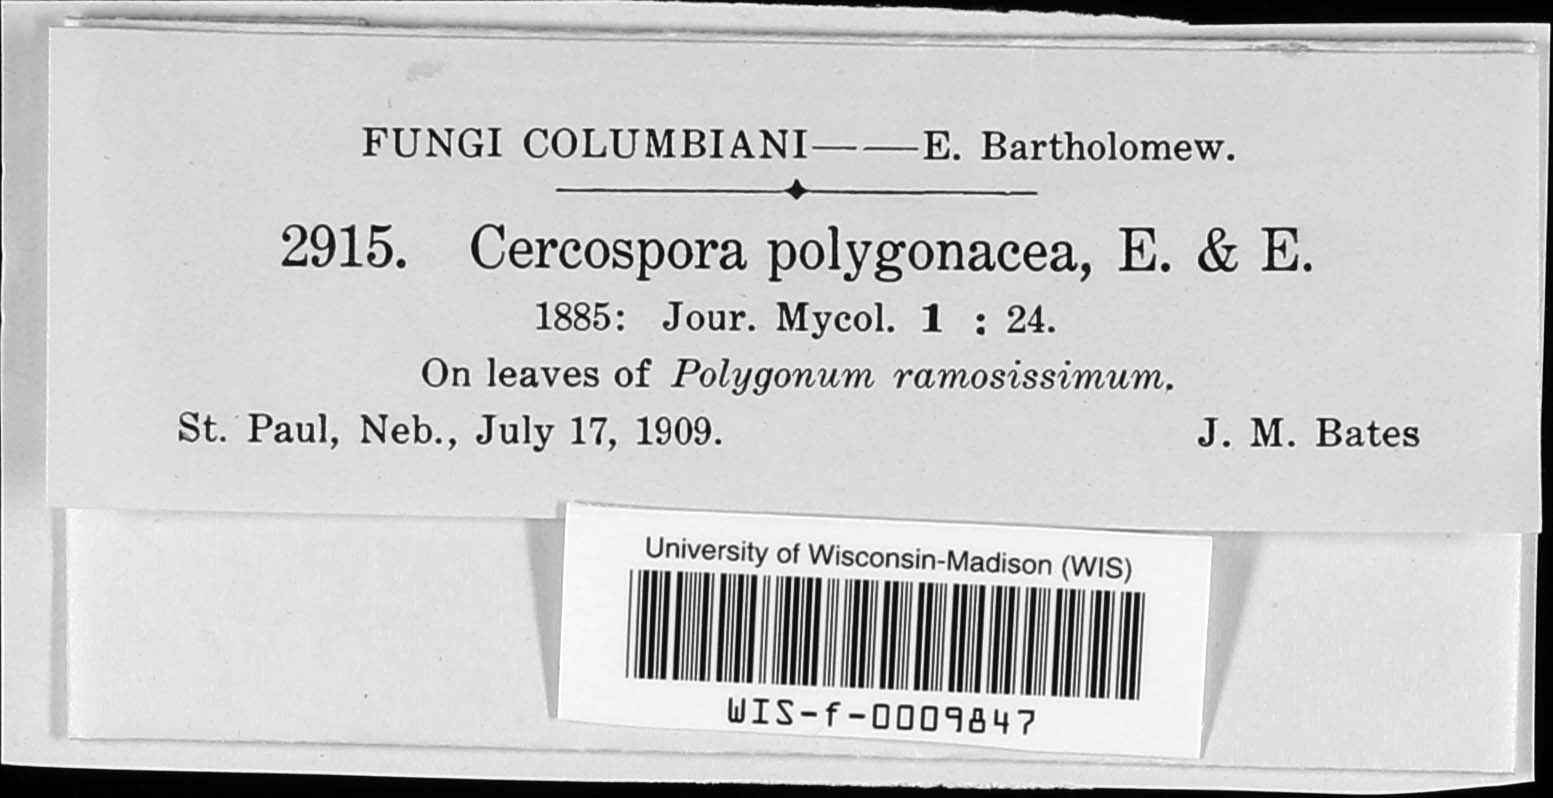 FUNGI COLUMBIANI——E. Bartholomew.
2915. Cercospora polygonacea, E. & E.
1885: Jour. Mycol. 1 : 24.
On leaves of Polygonum ramosissimum.
St. Paul, Neb., July 17, 1909. J. M. Bates
University of Wisconsin-Madison (WIS)
WIS-f-0009847